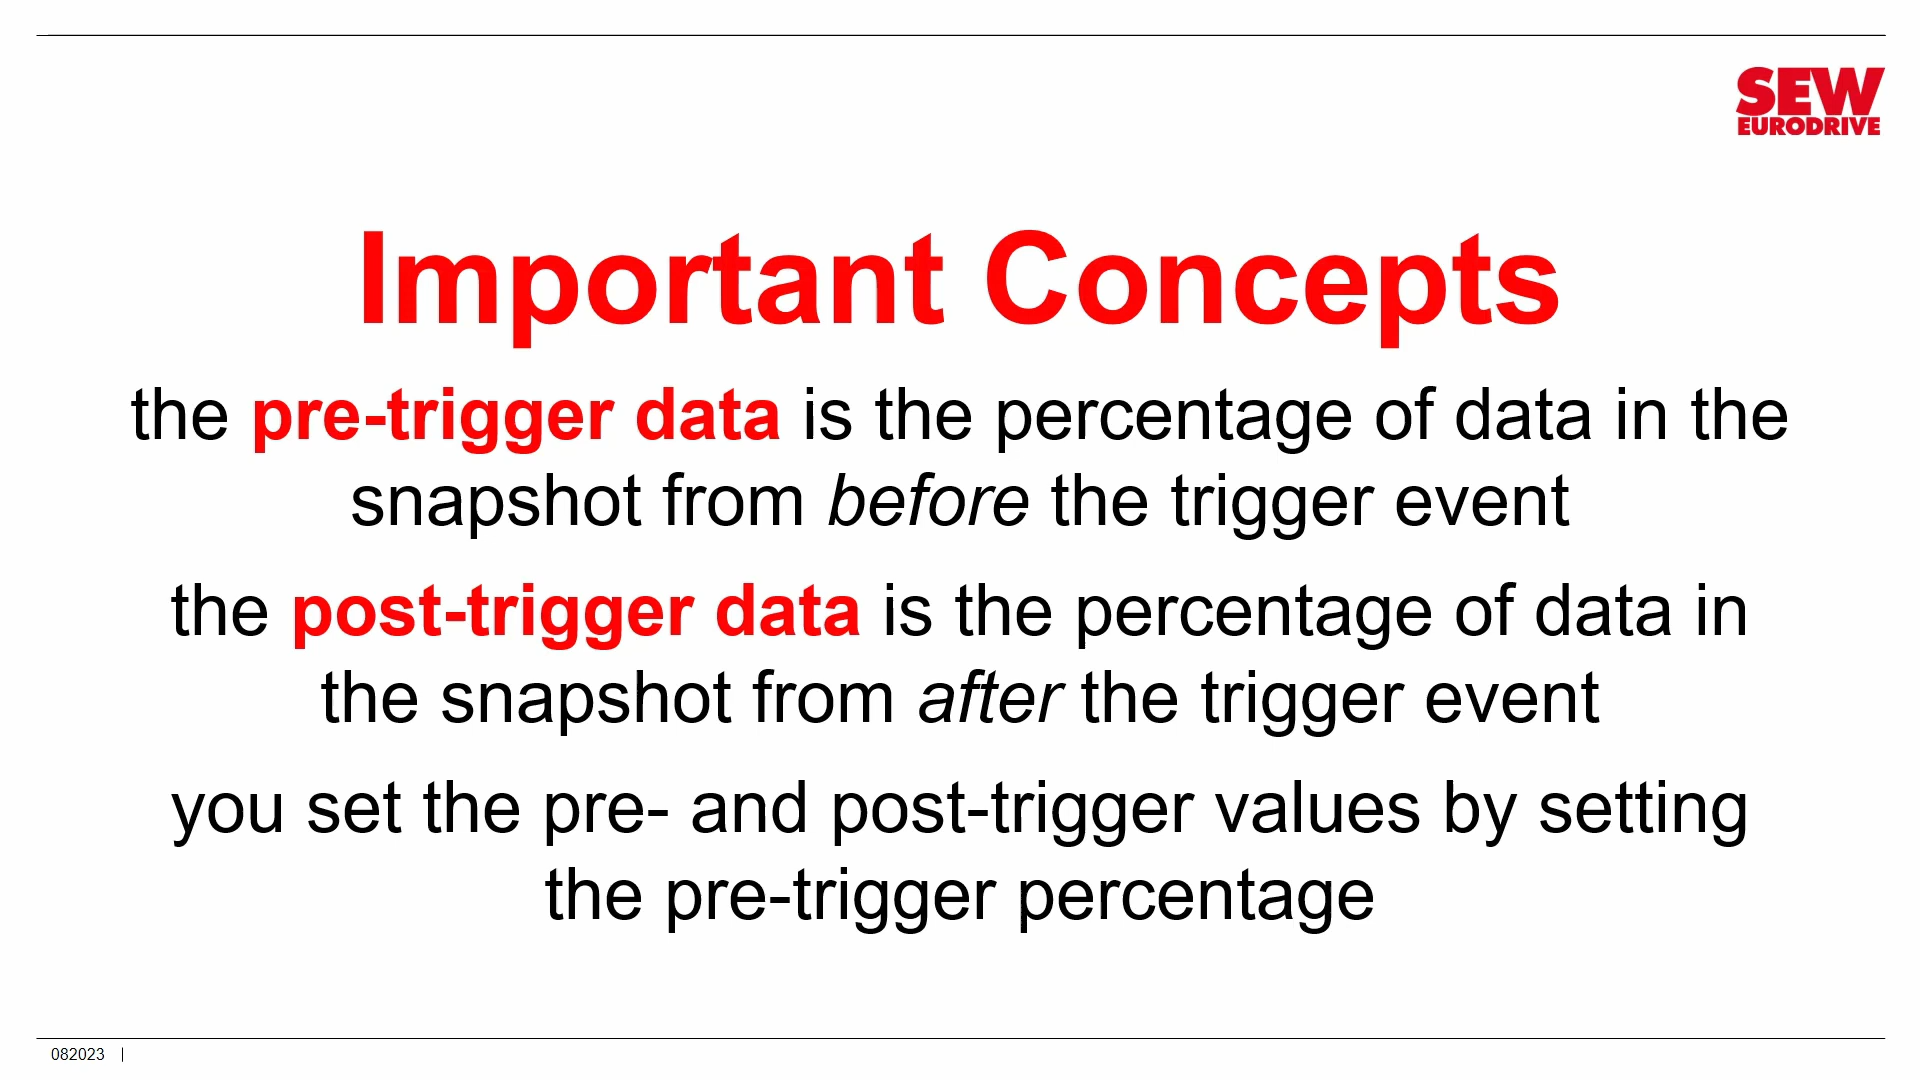 SEW
EURODRIVE
Important Concepts
the pre-trigger data is the percentage of data in the
snapshot from before the trigger event
the post-trigger data is the percentage of data in
the snapshot from after the trigger event
you set the pre- and post-trigger values by setting
the pre-trigger percentage
082023 |